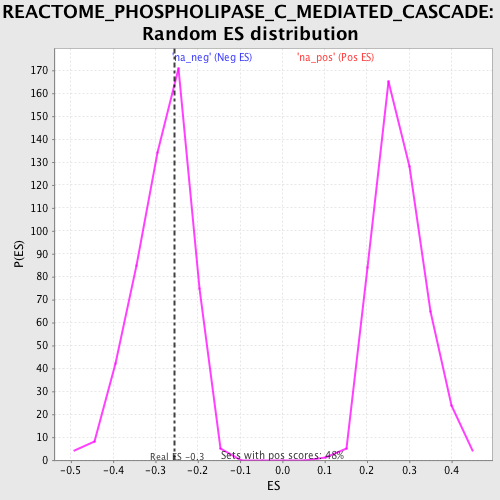 REACTOME_PHOSPHOLIPASE_C_MEDIATED_CASCADE:
Random ES distribution
'na_neg' (Neg ES) 'na_pos' (Pos ES)
170
160
150
140
130
120
110
100
90
80
70
60
50
40
30
20
10
0
P(ES)
Real ES -0.3 Sets with pos scores: 48%
-0.5 -0.4 -0.3 -0.2 -0.1 0.0 0.1 0.2 0.3 0.4
ES